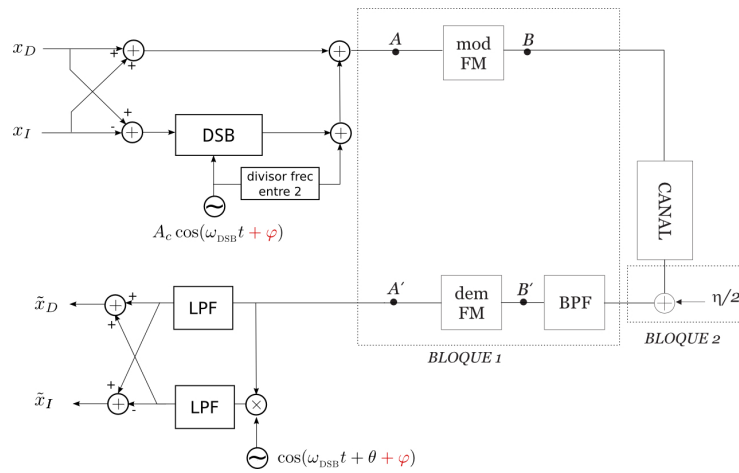 x_D
A
mod
FM
B
+
+
+
x_I
+
-
+
DSB
+
divisor frec
entre 2
~
A_c cos(ω_DSB t + φ)
CANAL
x̃_D
+
+
+
LPF
A′
dem
FM
B′
BPF
+
η/2
BLOQUE 1
BLOQUE 2
x̃_I
+
+
-
LPF
×
~
cos(ω_DSB t + θ + φ)